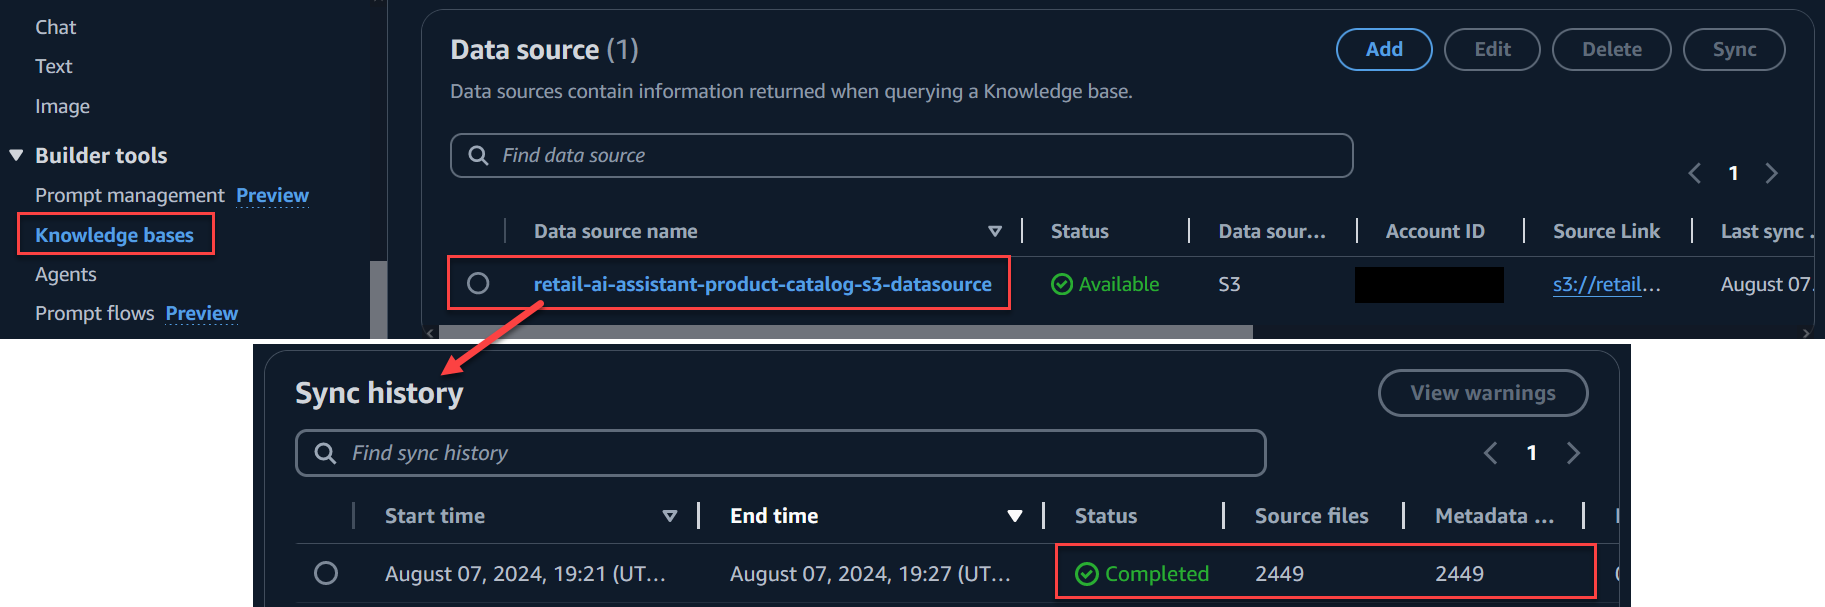 Chat
Text
Image
Builder tools
Prompt management Preview
Knowledge bases
Agents
Prompt flows Preview
Data source (1)
Add
Edit
Delete
Sync
Data sources contain information returned when querying a Knowledge base.
Find data source
1
Data source name Status Data sour... Account ID Source Link Last sync .
retail-ai-assistant-product-catalog-s3-datasource Available S3 s3://retail... August 07.
Sync history
View warnings
Find sync history
1
Start time End time Status Source files Metadata ...
August 07, 2024, 19:21 (UT... August 07, 2024, 19:27 (UT... Completed 2449 2449